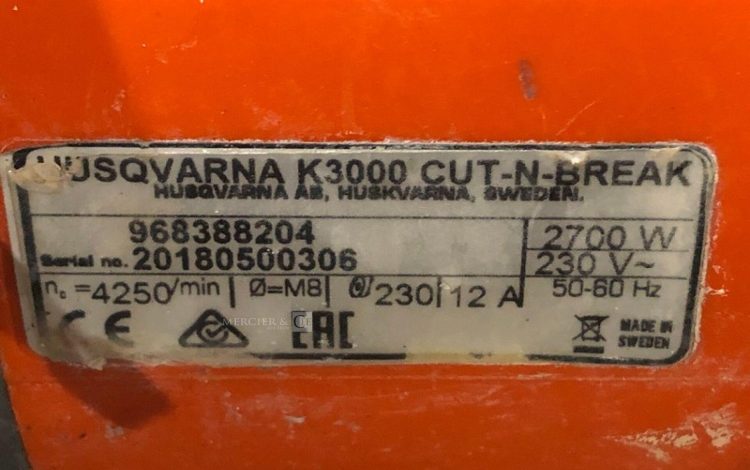 HUSQVARNA K3000 CUT-N-BREAK
HUSQVARNA AB, HUSKVARNA, SWEDEN.
968388204
Serial no. 20180500306
2700 W
230 V~
50-60 Hz
n₀=4250/min | Ø=M8 | 230 | 12 A
CE
EAC
MADE IN
SWEDEN
MERCIER &